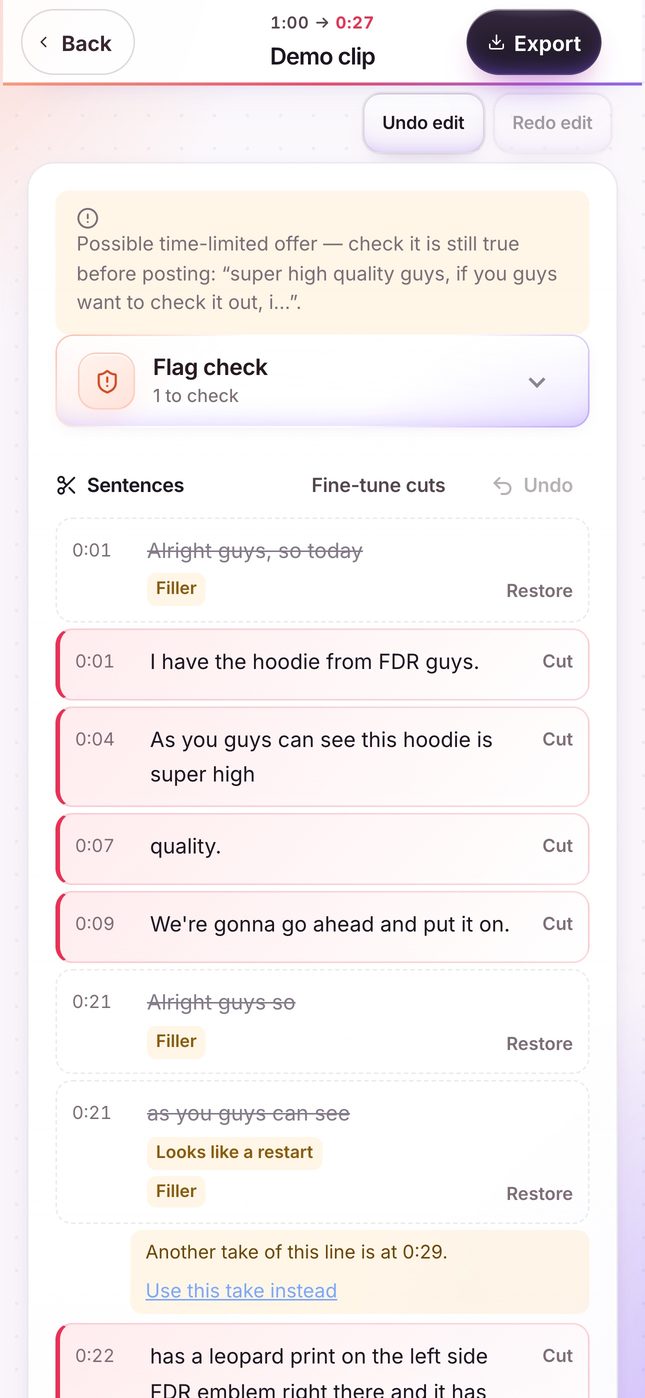 Back
1:00 → 0:27
Demo clip
Export
Undo edit
Redo edit
Possible time-limited offer — check it is still true
before posting: “super high quality guys, if you guys
want to check it out, i…”.
Flag check
1 to check
Sentences
Fine-tune cuts
Undo
0:01
Alright guys, so today
Filler
Restore
0:01
I have the hoodie from FDR guys.
Cut
0:04
As you guys can see this hoodie is
super high
Cut
0:07
quality.
Cut
0:09
We're gonna go ahead and put it on.
Cut
0:21
Alright guys so
Filler
Restore
0:21
as you guys can see
Looks like a restart
Filler
Restore
Another take of this line is at 0:29.
Use this take instead
0:22
has a leopard print on the left side
Cut
FDR emblem right there and it has